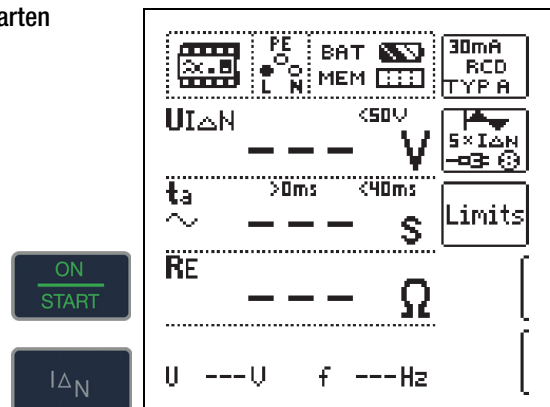 arten
PE
L N
BAT
MEM
30mA
RCD
TYP A
UI△N
<50V
--- V
5×I△N
ta
>0ms <40ms
~ --- s
Limits
RE
--- Ω
ON
START
I△N
U ---V f ---Hz